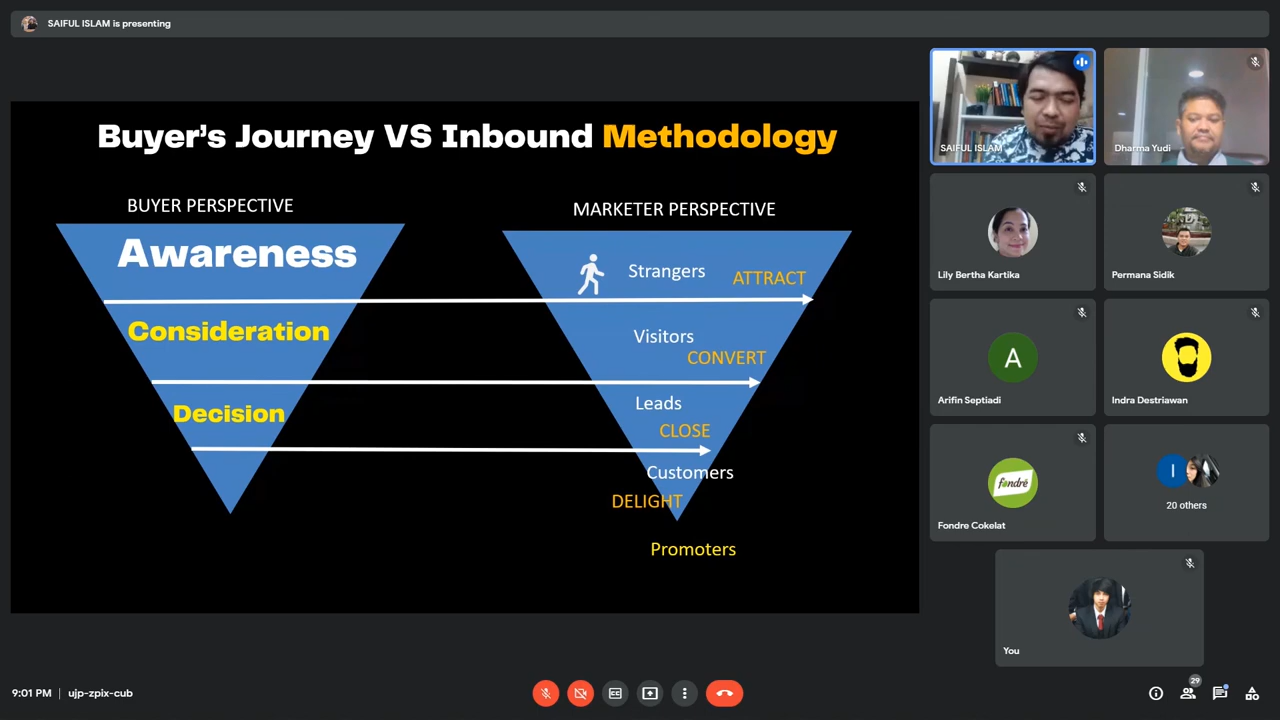 SAIFUL ISLAM is presenting
Buyer's Journey VS Inbound Methodology
BUYER PERSPECTIVE
Awareness
Consideration
Decision
MARKETER PERSPECTIVE
Strangers
ATTRACT
Visitors
CONVERT
Leads
CLOSE
Customers
DELIGHT
Promoters
SAIFUL ISLAM
Dharma Yudi
Lily Bertha Kartika
Permana Sidik
A
Arifin Septiadi
Indra Destriawan
fondré
Fondre Cokelat
I
20 others
You
9:01 PM | ujp-zpix-cub
CC
29